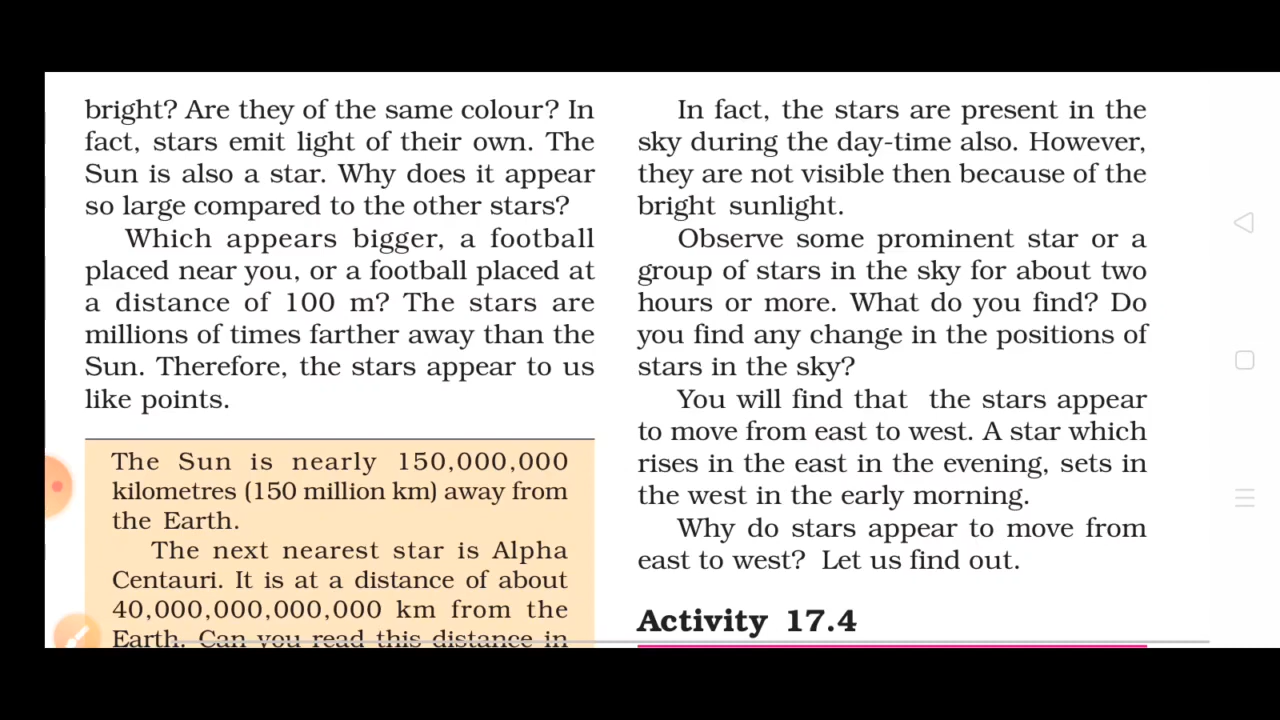 bright? Are they of the same colour? In
fact, stars emit light of their own. The
Sun is also a star. Why does it appear
so large compared to the other stars?
Which appears bigger, a football
placed near you, or a football placed at
a distance of 100 m? The stars are
millions of times farther away than the
Sun. Therefore, the stars appear to us
like points.
The Sun is nearly 150,000,000
kilometres (150 million km) away from
the Earth.
The next nearest star is Alpha
Centauri. It is at a distance of about
40,000,000,000,000 km from the
Earth. Can you read this distance in
In fact, the stars are present in the
sky during the day-time also. However,
they are not visible then because of the
bright sunlight.
Observe some prominent star or a
group of stars in the sky for about two
hours or more. What do you find? Do
you find any change in the positions of
stars in the sky?
You will find that the stars appear
to move from east to west. A star which
rises in the east in the evening, sets in
the west in the early morning.
Why do stars appear to move from
east to west? Let us find out.
Activity 17.4